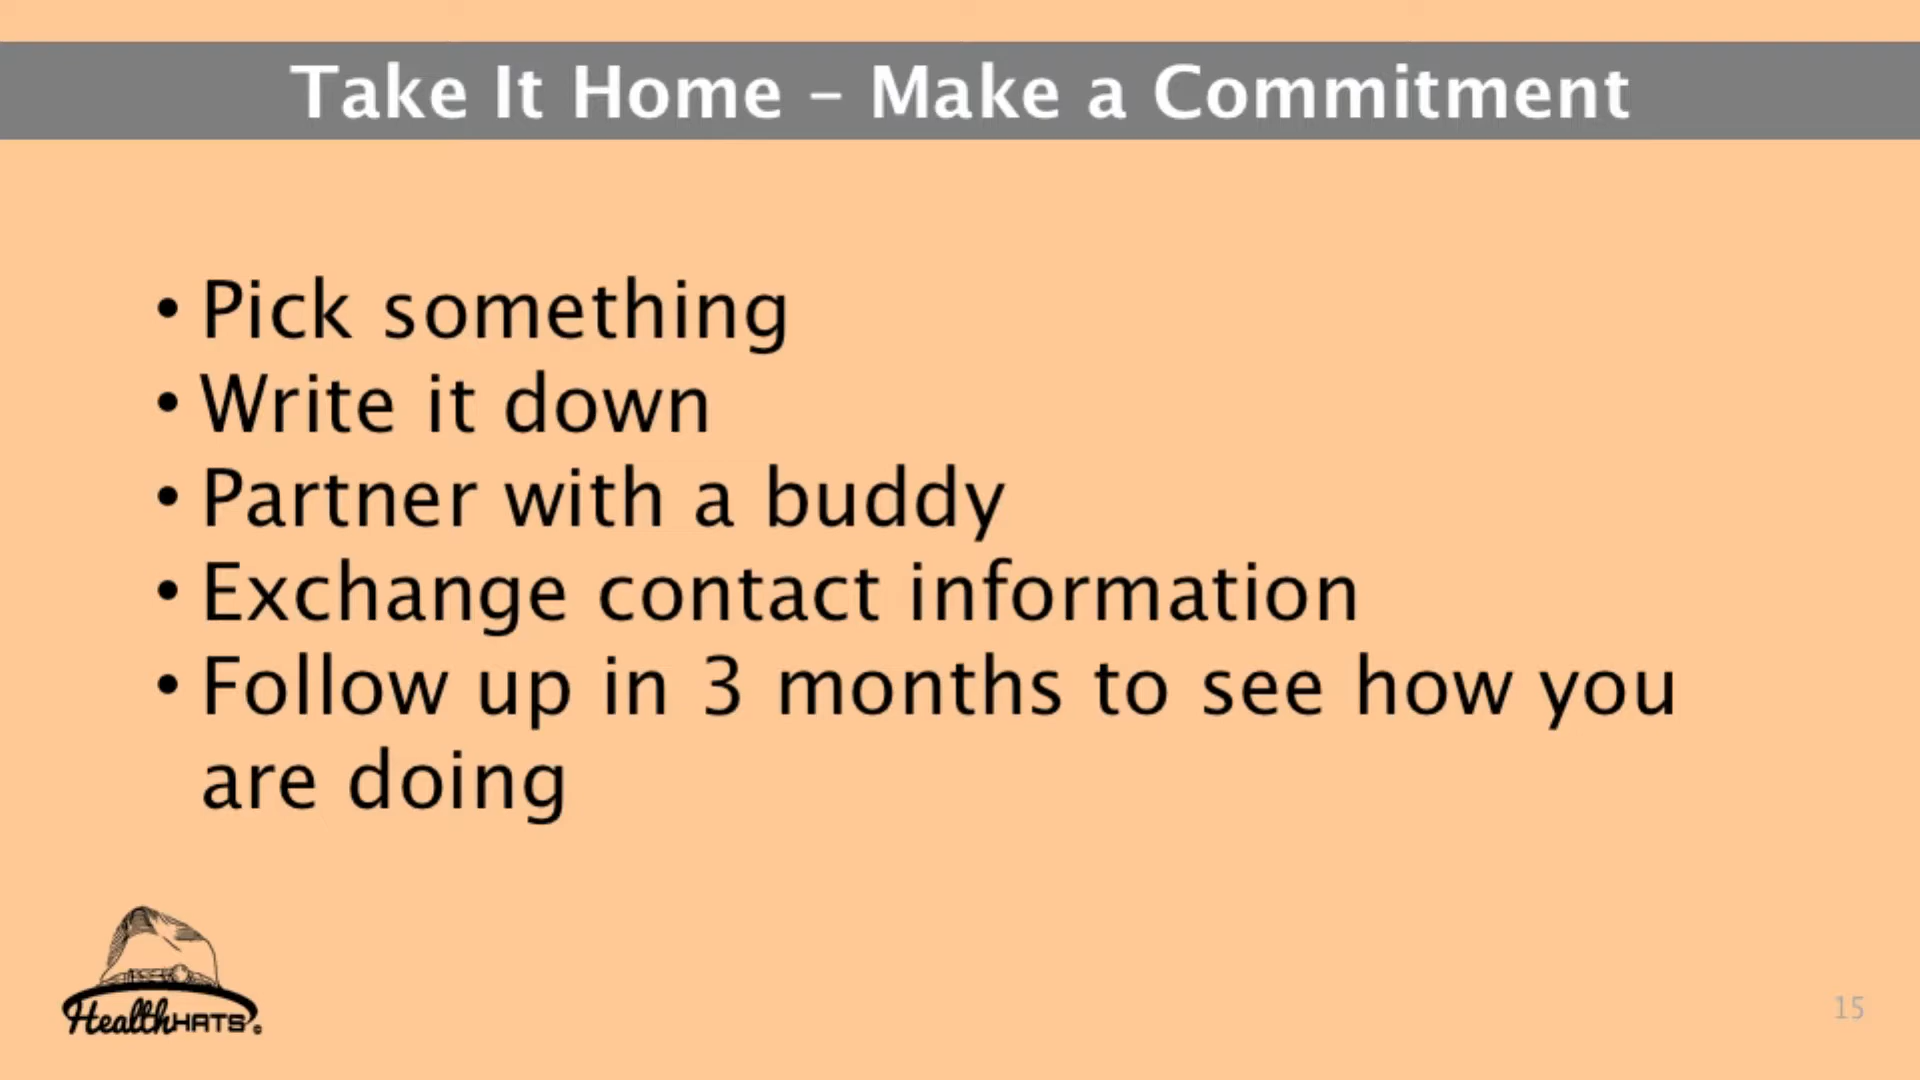 Take It Home – Make a Commitment
• Pick something
• Write it down
• Partner with a buddy
• Exchange contact information
• Follow up in 3 months to see how you
are doing
HealthHATS©
15